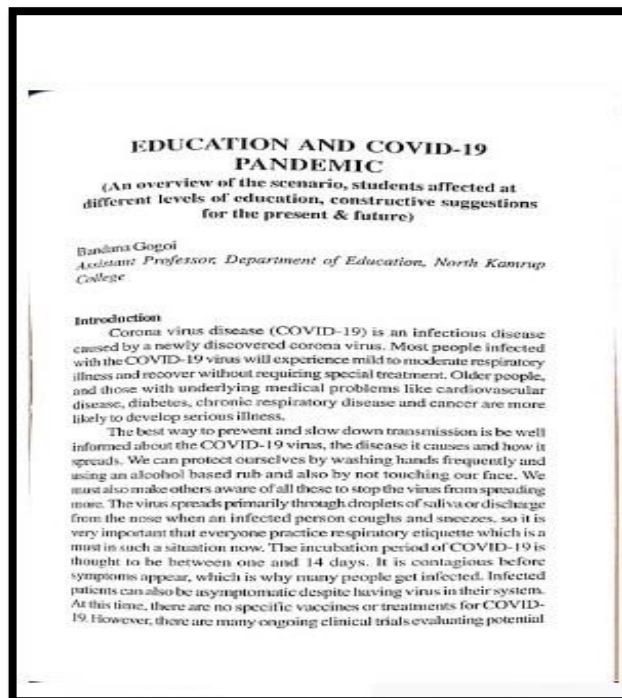 EDUCATION AND COVID-19
PANDEMIC
(An overview of the scenario, students affected at
different levels of education, constructive suggestions
for the present & future)
Bandana Gogoi
Assistant Professor, Department of Education, North Kamrup
College
Introduction
Corona virus disease (COVID-19) is an infectious disease
caused by a newly discovered corona virus. Most people infected
with the COVID-19 virus will experience mild to moderate respiratory
illness and recover without requiring special treatment. Older people,
and those with underlying medical problems like cardiovascular
disease, diabetes, chronic respiratory disease and cancer are more
likely to develop serious illness.
The best way to prevent and slow down transmission is be well
informed about the COVID-19 virus, the disease it causes and how it
spreads. We can protect ourselves by washing hands frequently and
using an alcohol based rub and also by not touching our face. We
must also make others aware of all these to stop the virus from spreading
more. The virus spreads primarily through droplets of saliva or discharge
from the nose when an infected person coughs and sneezes, so it is
very important that everyone practice respiratory etiquette which is a
must in such a situation now. The incubation period of COVID-19 is
thought to be between one and 14 days. It is contagious before
symptoms appear, which is why many people get infected. Infected
patients can also be asymptomatic despite having virus in their system.
At this time, there are no specific vaccines or treatments for COVID-
19. However, there are many ongoing clinical trials evaluating potential